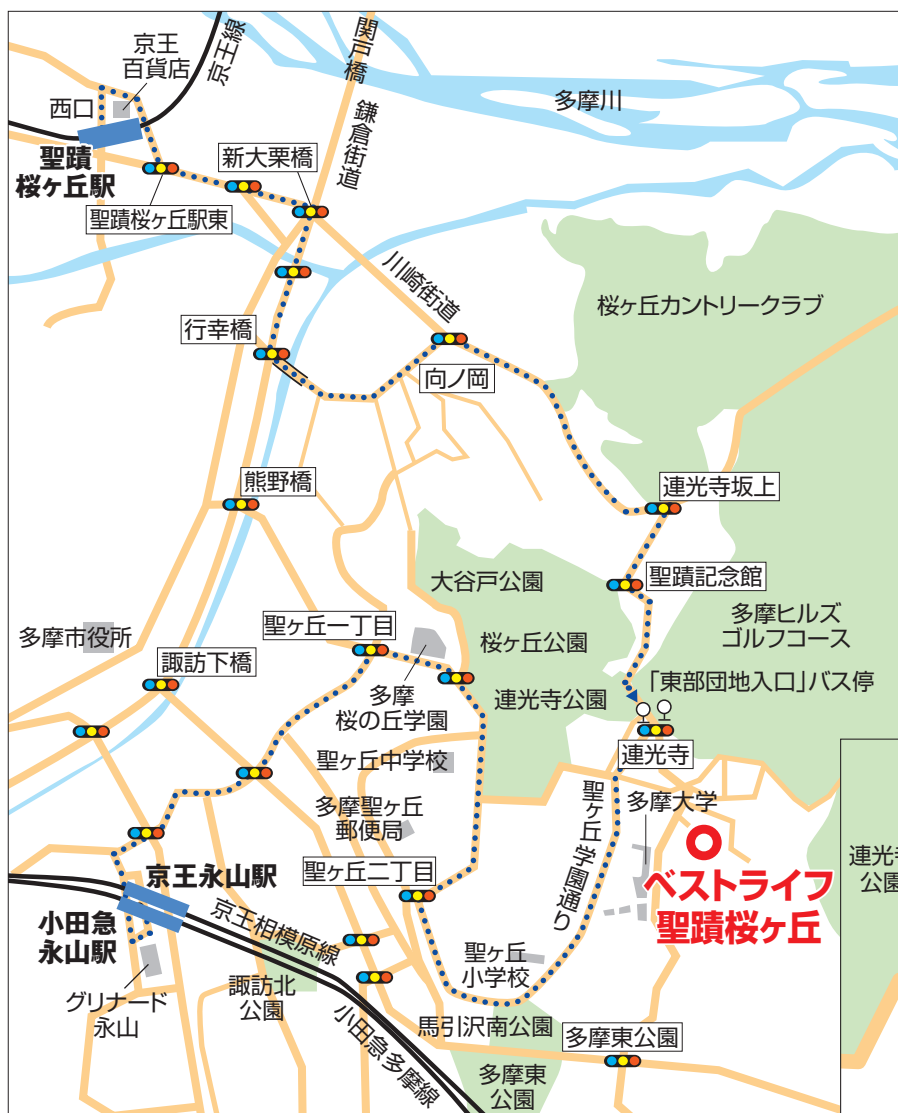 関戸橋
京王線
京王
百貨店
多摩川
西口
鎌倉街道
新大栗橋
聖蹟
桜ヶ丘駅
聖蹟桜ヶ丘駅東
川崎街道
桜ヶ丘カントリークラブ
行幸橋
向ノ岡
熊野橋
連光寺坂上
大谷戸公園
聖蹟記念館
多摩ヒルズ
ゴルフコース
多摩市役所
聖ヶ丘一丁目
桜ヶ丘公園
諏訪下橋
多摩
桜の丘学園
連光寺公園
「東部団地入口」バス停
連光寺
聖ヶ丘中学校
聖ヶ丘学園通り
多摩大学
多摩聖ヶ丘
郵便局
連光寺
公園
京王永山駅
聖ヶ丘二丁目
ベストライフ
聖蹟桜ヶ丘
小田急
永山駅
京王相模原線
聖ヶ丘
小学校
グリナード
永山
諏訪北
公園
小田急多摩線
馬引沢南公園
多摩東公園
多摩東
公園